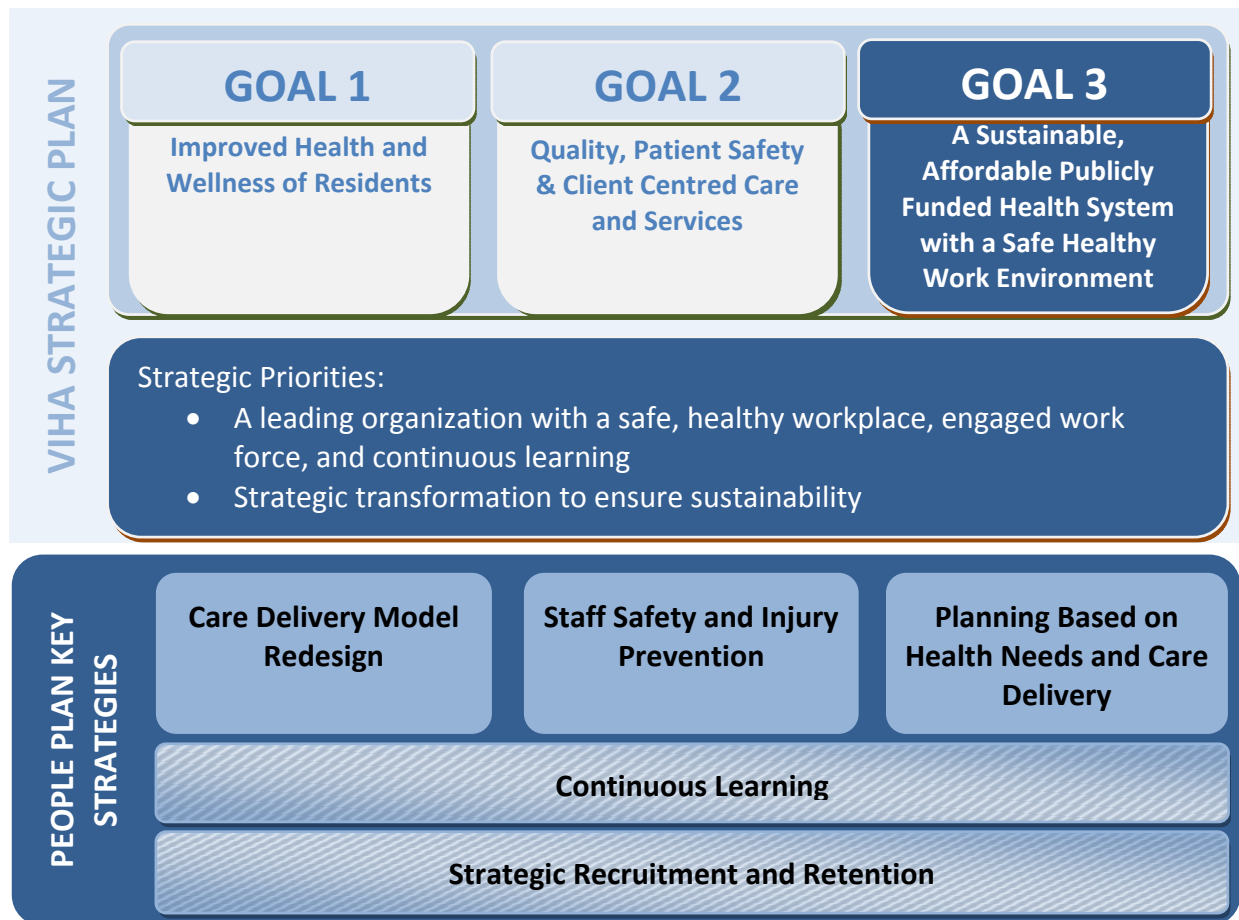 VIHA STRATEGIC PLAN
GOAL 1
Improved Health and
Wellness of Residents
GOAL 2
Quality, Patient Safety
& Client Centred Care
and Services
GOAL 3
A Sustainable,
Affordable Publicly
Funded Health System
with a Safe Healthy
Work Environment
Strategic Priorities:
• A leading organization with a safe, healthy workplace, engaged work
force, and continuous learning
• Strategic transformation to ensure sustainability
PEOPLE PLAN KEY
STRATEGIES
Care Delivery Model
Redesign
Staff Safety and Injury
Prevention
Planning Based on
Health Needs and Care
Delivery
Continuous Learning
Strategic Recruitment and Retention